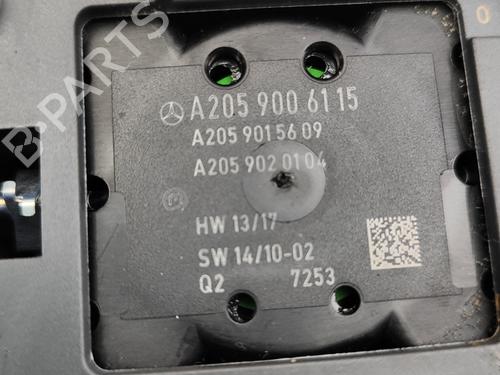 B-PARTS
A205 900 61 15
A205 901 56 09
A205 902 01 04
HW 13/17
SW 14/10-02
Q2 7253
0